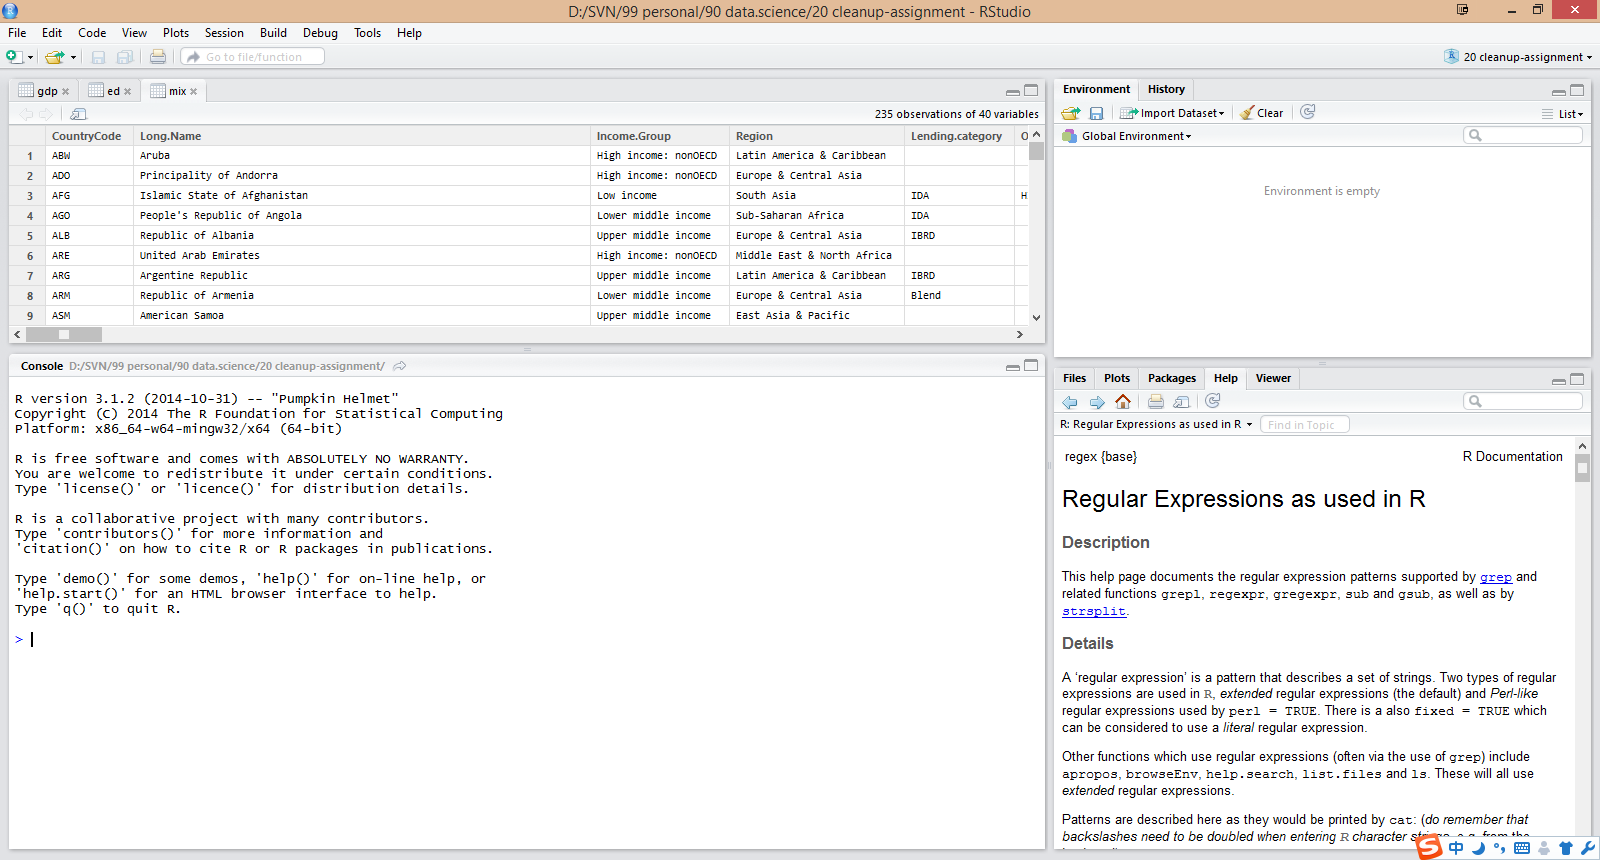 D:/SVN/99 personal/90 data.science/20 cleanup-assignment - RStudio
File Edit Code View Plots Session Build Debug Tools Help
Go to file/function
20 cleanup-assignment
gdp ed mix
235 observations of 40 variables
CountryCode Long.Name Income.Group Region Lending.category O
1 ABW Aruba High income: nonOECD Latin America & Caribbean
2 ADO Principality of Andorra High income: nonOECD Europe & Central Asia
3 AFG Islamic State of Afghanistan Low income South Asia IDA H
4 AGO People's Republic of Angola Lower middle income Sub-Saharan Africa IDA
5 ALB Republic of Albania Upper middle income Europe & Central Asia IBRD
6 ARE United Arab Emirates High income: nonOECD Middle East & North Africa
7 ARG Argentine Republic Upper middle income Latin America & Caribbean IBRD
8 ARM Republic of Armenia Lower middle income Europe & Central Asia Blend
9 ASM American Samoa Upper middle income East Asia & Pacific
Console D:/SVN/99 personal/90 data.science/20 cleanup-assignment/
R version 3.1.2 (2014-10-31) -- "Pumpkin Helmet"
Copyright (C) 2014 The R Foundation for Statistical Computing
Platform: x86_64-w64-mingw32/x64 (64-bit)
R is free software and comes with ABSOLUTELY NO WARRANTY.
You are welcome to redistribute it under certain conditions.
Type 'license()' or 'licence()' for distribution details.
R is a collaborative project with many contributors.
Type 'contributors()' for more information and
'citation()' on how to cite R or R packages in publications.
Type 'demo()' for some demos, 'help()' for on-line help, or
'help.start()' for an HTML browser interface to help.
Type 'q()' to quit R.
>
Environment History
Import Dataset Clear List
Global Environment
Environment is empty
Files Plots Packages Help Viewer
R: Regular Expressions as used in R Find in Topic
regex {base} R Documentation
Regular Expressions as used in R
Description
This help page documents the regular expression patterns supported by grep and
related functions grepl, regexpr, gregexpr, sub and gsub, as well as by
strsplit.
Details
A ‘regular expression’ is a pattern that describes a set of strings. Two types of regular
expressions are used in R, extended regular expressions (the default) and Perl-like
regular expressions used by perl = TRUE. There is a also fixed = TRUE which
can be considered to use a literal regular expression.
Other functions which use regular expressions (often via the use of grep) include
apropos, browseEnv, help.search, list.files and ls. These will all use
extended regular expressions.
Patterns are described here as they would be printed by cat: (do remember that
backslashes need to be doubled when entering R character
S 中